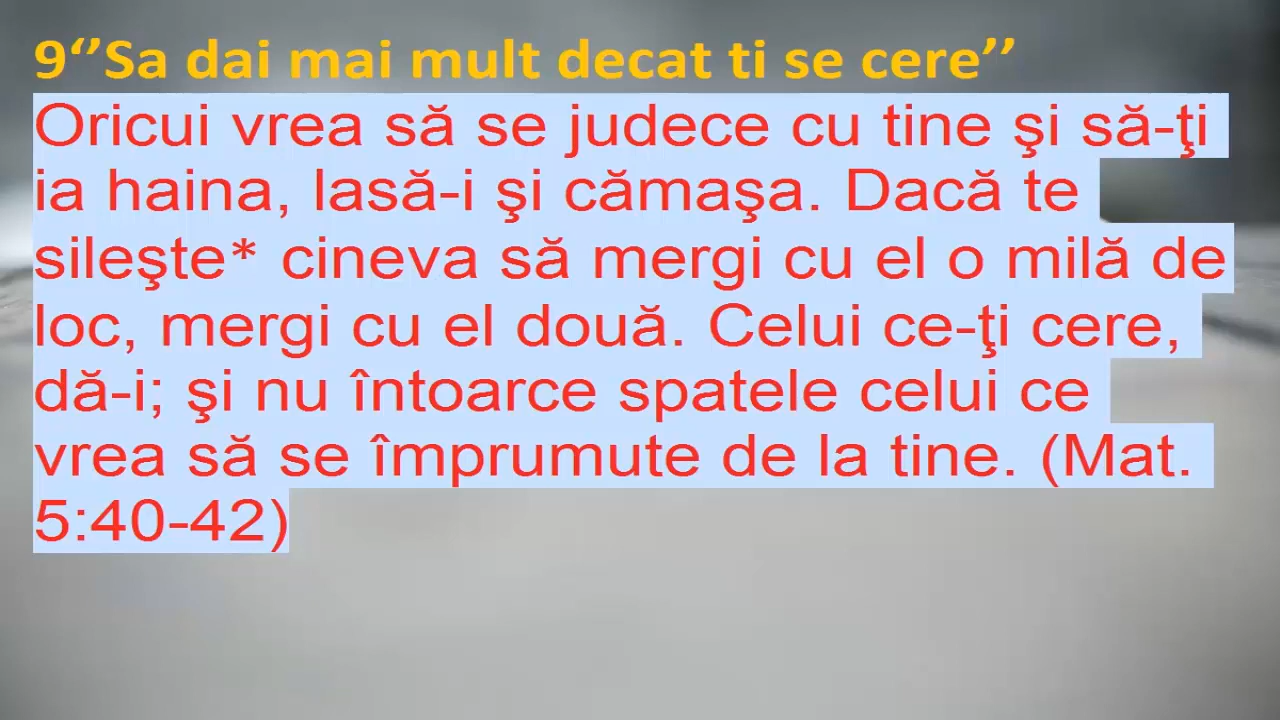 9‘’Sa dai mai mult decat ti se cere’’
Oricui vrea să se judece cu tine şi să-ţi
ia haina, lasă-i şi cămaşa. Dacă te
sileşte* cineva să mergi cu el o milă de
loc, mergi cu el două. Celui ce-ţi cere,
dă-i; şi nu întoarce spatele celui ce
vrea să se împrumute de la tine. (Mat.
5:40-42)